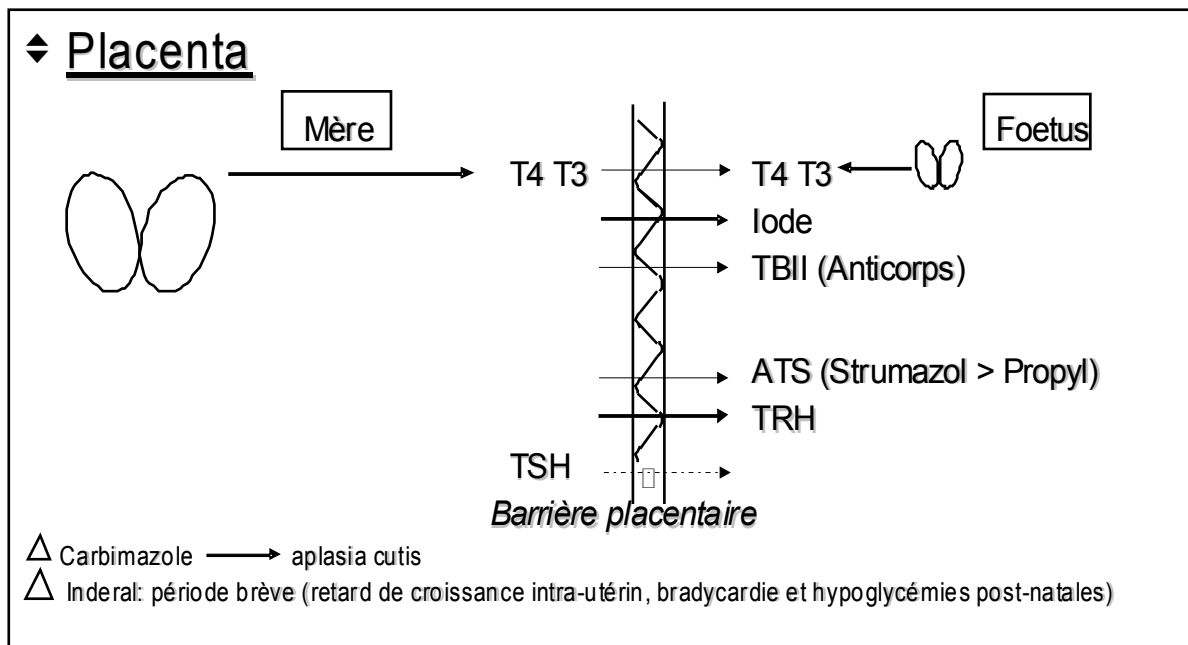 Placenta
Mère
Foetus
T4 T3
T4 T3
Iode
TBII (Anticorps)
ATS (Strumazol > Propyl)
TRH
TSH
Barrière placentaire
Carbimazole → aplasia cutis
Inderal: période brève (retard de croissance intra-utérin, bradycardie et hypoglycémies post-natales)